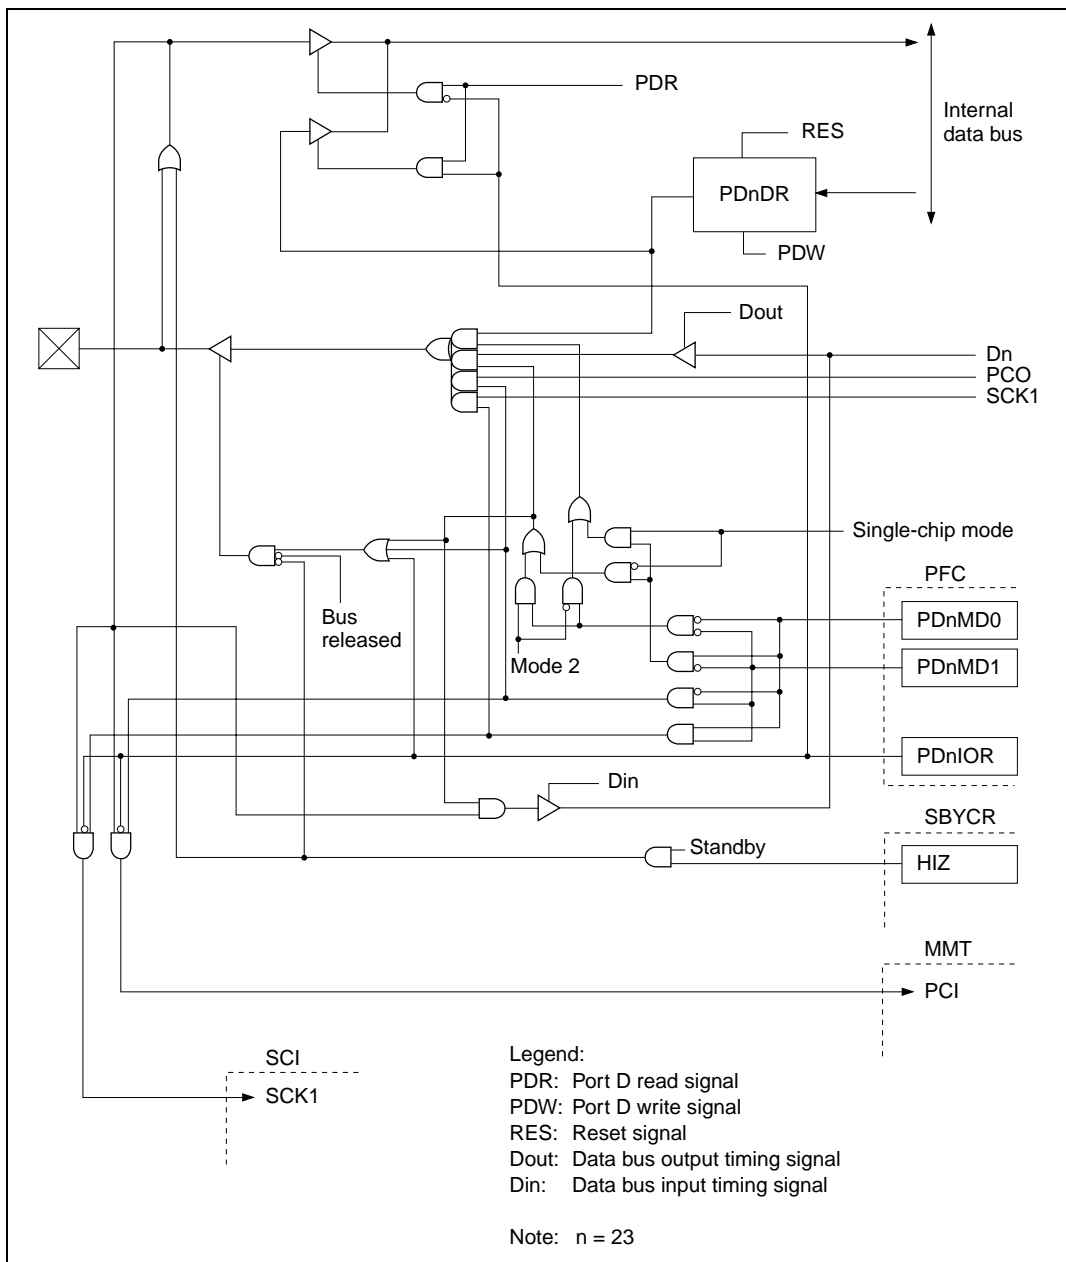 PDR
Internal
data bus
RES
PDnDR
PDW
Dout
Dn
PCO
SCK1
Single-chip mode
PFC
Bus
released
PDnMD0
Mode 2
PDnMD1
PDnIOR
Din
SBYCR
Standby
HIZ
MMT
PCI
SCI
SCK1
Legend:
PDR: Port D read signal
PDW: Port D write signal
RES: Reset signal
Dout: Data bus output timing signal
Din: Data bus input timing signal
Note: n = 23